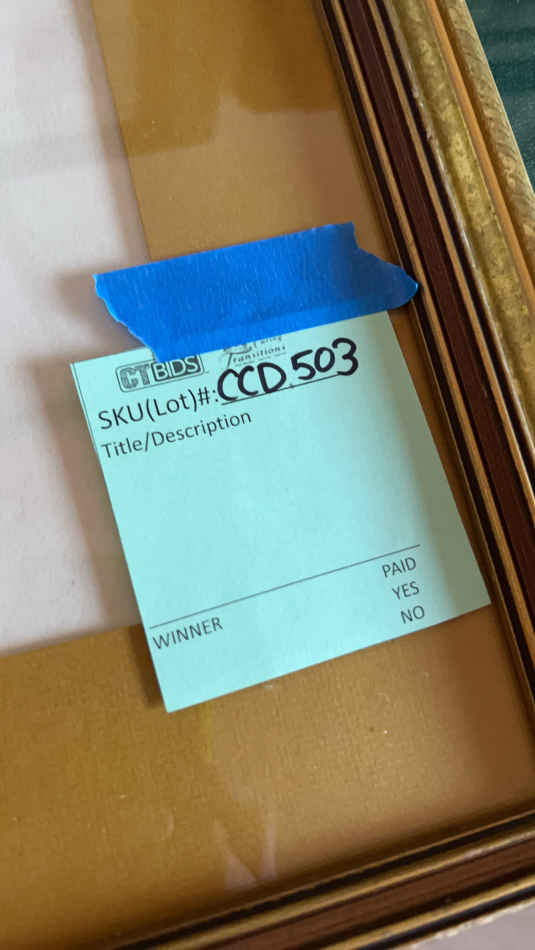 CTBIDS
Transitions
SKU(Lot)#:CCD503
Title/Description
PAID
YES
WINNER
NO